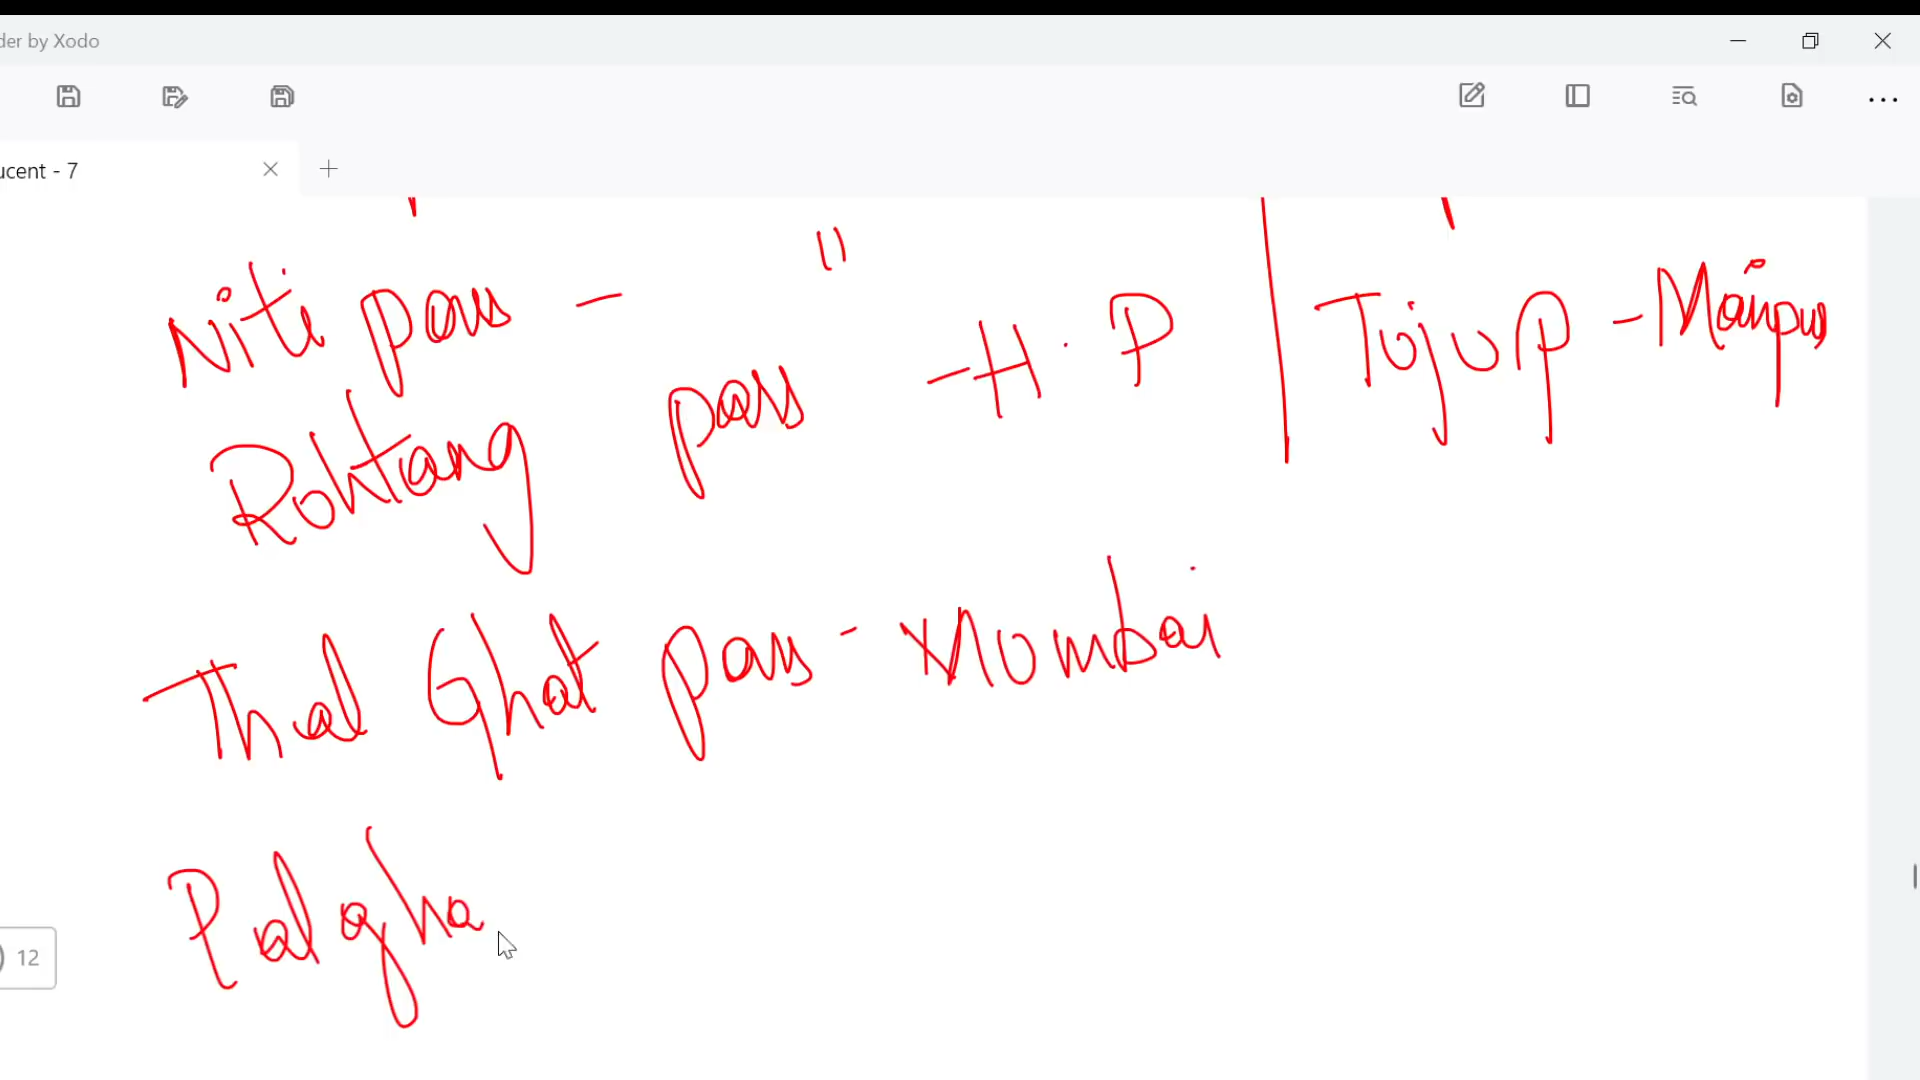 der by Xodo
ucent - 7
Niti pass - "
Rohtang pass - H.P
Tujup - Manipur
Thal Ghat pass - Mumbai
Palgha
12